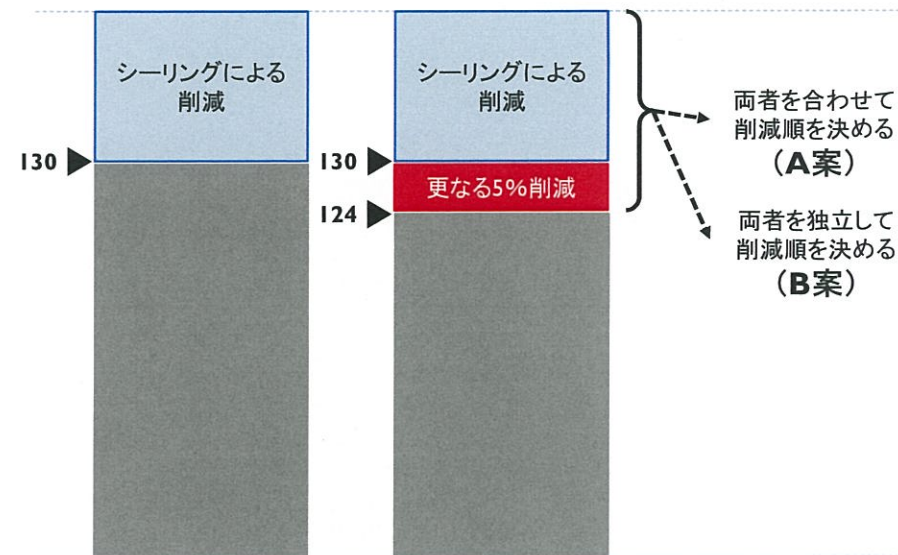 シーリングによる
削減
130
シーリングによる
削減
130
更なる5%削減
124
両者を合わせて
削減順を決める
(A案)
両者を独立して
削減順を決める
(B案)